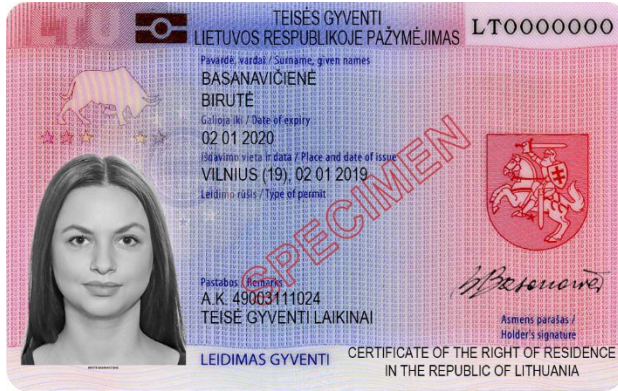 LTU
TEISĖS GYVENTI
LIETUVOS RESPUBLIKOJE PAŽYMĖJIMAS
LT0000000
Pavardė, vardai / Surname, given names
BASANAVIČIENĖ
BIRUTĖ
Galioja iki / Date of expiry
02 01 2020
Išdavimo vieta ir data / Place and date of issue
VILNIUS (19), 02 01 2019
Leidimo rūšis / Type of permit
SPECIMEN
Pastabos / Remarks
A.K. 49003111024
TEISĖ GYVENTI LAIKINAI
Asmens parašas /
Holder's signature
LEIDIMAS GYVENTI
CERTIFICATE OF THE RIGHT OF RESIDENCE
IN THE REPUBLIC OF LITHUANIA